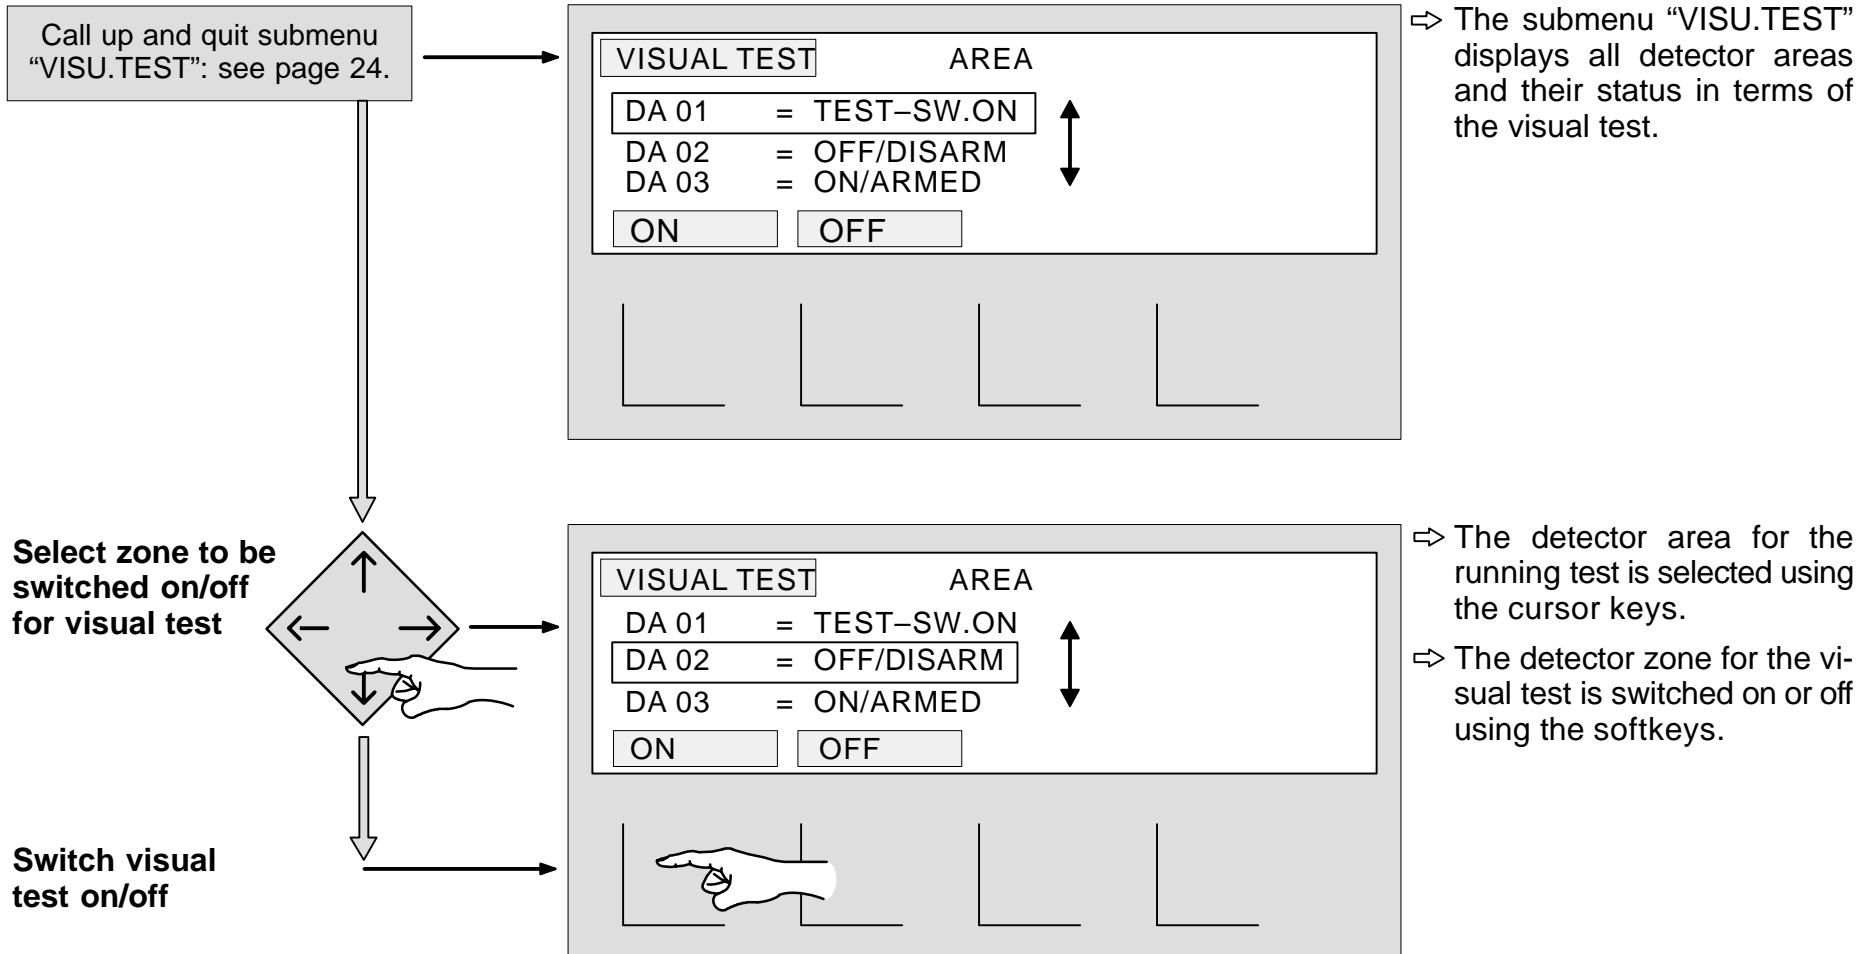 Call up and quit submenu
“VISU.TEST”: see page 24.
VISUAL TEST AREA
DA 01 = TEST–SW.ON
DA 02 = OFF/DISARM
DA 03 = ON/ARMED
ON OFF
⇨ The submenu “VISU.TEST”
displays all detector areas
and their status in terms of
the visual test.
Select zone to be
switched on/off
for visual test
VISUAL TEST AREA
DA 01 = TEST–SW.ON
DA 02 = OFF/DISARM
DA 03 = ON/ARMED
ON OFF
⇨ The detector area for the
running test is selected using
the cursor keys.
⇨ The detector zone for the vi-
sual test is switched on or off
using the softkeys.
Switch visual
test on/off